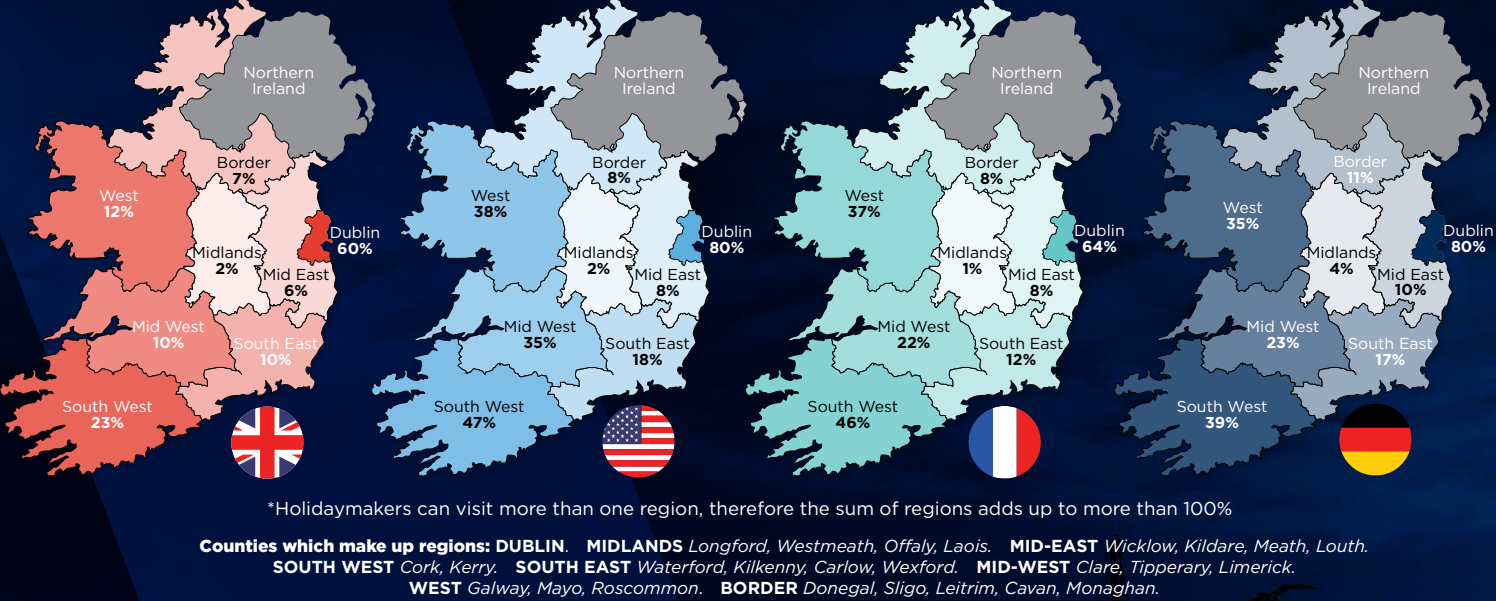 Northern
Ireland
Border
7%
West
12%
Dublin
60%
Midlands
2%
Mid East
6%
Mid West
10%
South East
10%
South West
23%
Northern
Ireland
Border
8%
West
38%
Dublin
80%
Midlands
2%
Mid East
8%
Mid West
35%
South East
18%
South West
47%
Northern
Ireland
Border
8%
West
37%
Dublin
64%
Midlands
1%
Mid East
8%
Mid West
22%
South East
12%
South West
46%
Northern
Ireland
Border
11%
West
35%
Dublin
80%
Midlands
4%
Mid East
10%
Mid West
23%
South East
17%
South West
39%
*Holidaymakers can visit more than one region, therefore the sum of regions adds up to more than 100%
Counties which make up regions: DUBLIN. MIDLANDS Longford, Westmeath, Offaly, Laois. MID-EAST Wicklow, Kildare, Meath, Louth.
SOUTH WEST Cork, Kerry. SOUTH EAST Waterford, Kilkenny, Carlow, Wexford. MID-WEST Clare, Tipperary, Limerick.
WEST Galway, Mayo, Roscommon. BORDER Donegal, Sligo, Leitrim, Cavan, Monaghan.